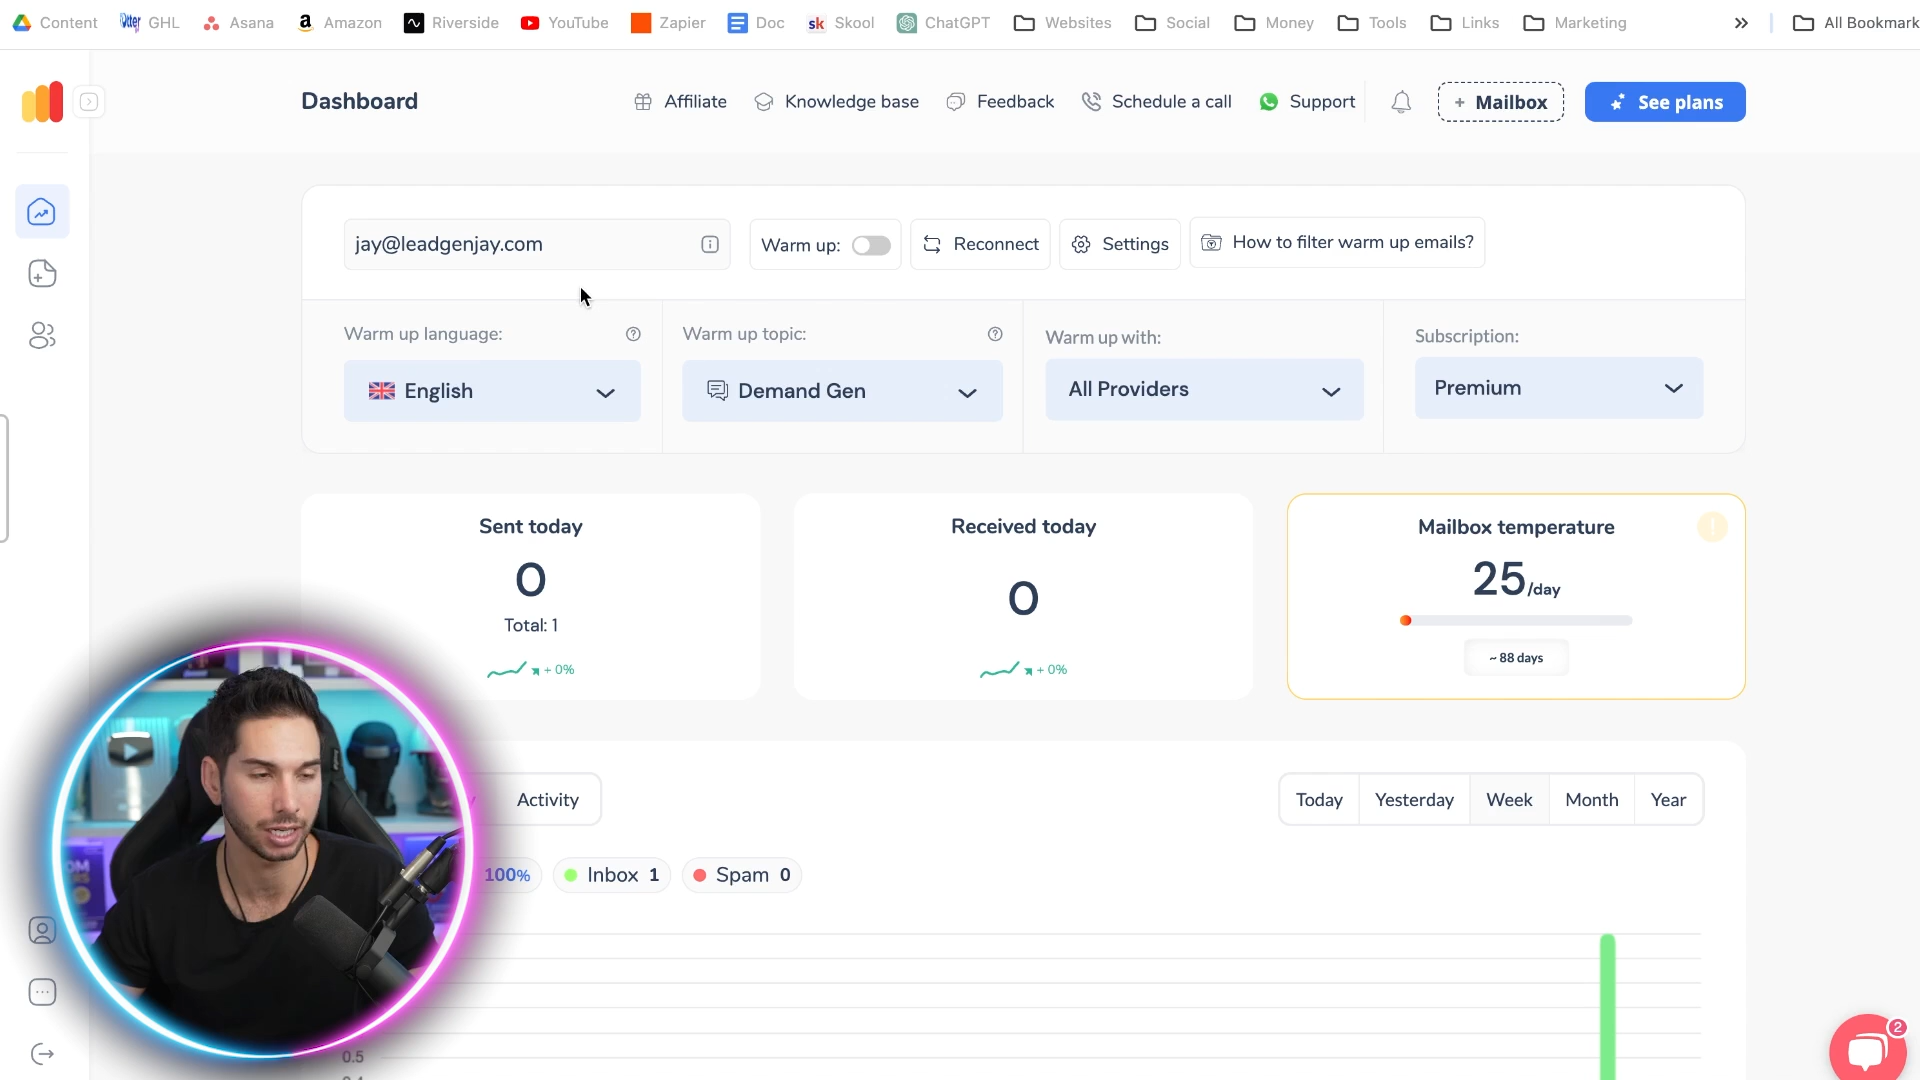 Content GHL Asana Amazon Riverside YouTube Zapier Doc sk Skool ChatGPT Websites Social Money Tools Links Marketing » All Bookmark
Dashboard
Affiliate Knowledge base Feedback Schedule a call Support + Mailbox See plans
jay@leadgenjay.com Warm up: Reconnect Settings How to filter warm up emails?
Warm up language: Warm up topic: Warm up with: Subscription:
English Demand Gen All Providers Premium
Sent today
0
Total: 1
+ 0%
Received today
0
+ 0%
Mailbox temperature
25/day
~ 88 days
Activity
Today Yesterday Week Month Year
100% Inbox 1 Spam 0
0.5
2